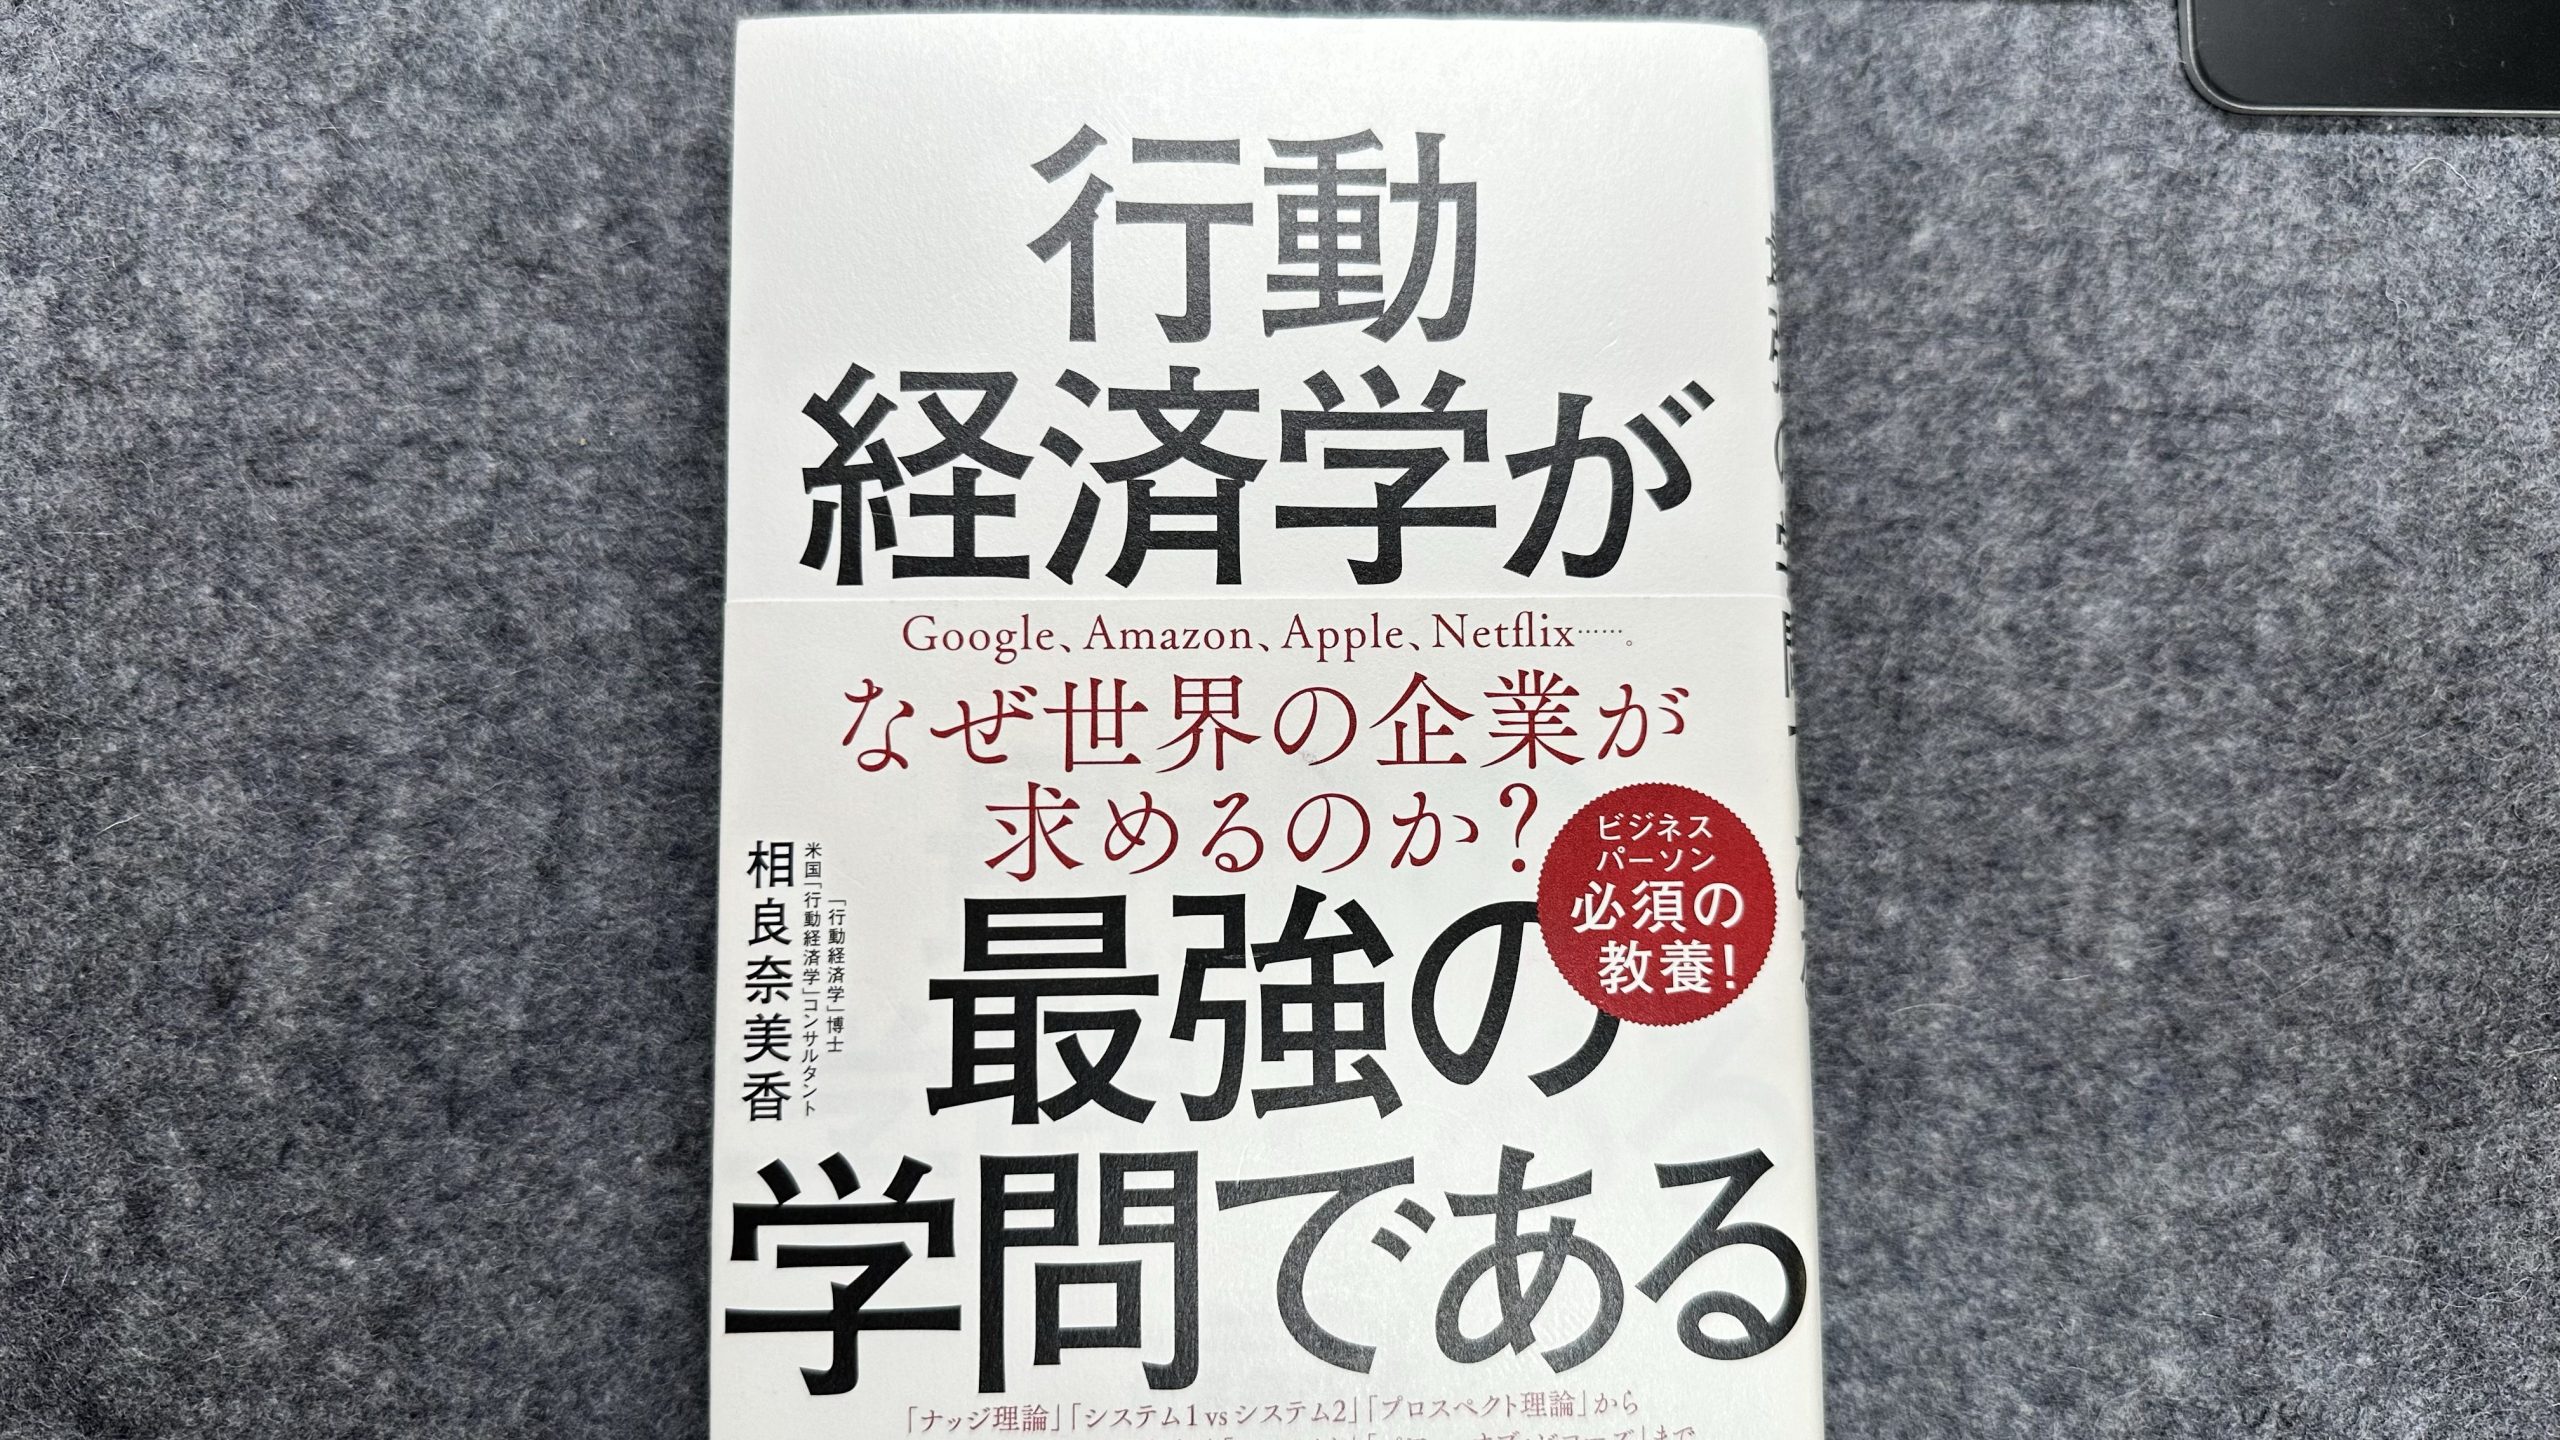 行動
経済学が
Google、Amazon、Apple、Netflix……。
なぜ世界の企業が
求めるのか?
ビジネス
パーソン
必須の
教養!
最強の
学問である
「行動経済学」博士
米国「行動経済学」コンサルタント
相良奈美香
「ナッジ理論」「システム1 vsシステム2」「プロスペクト理論」から
まで